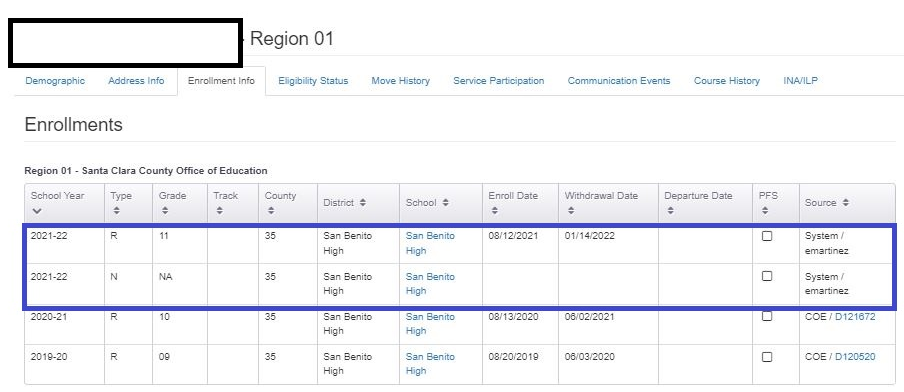 - Region 01
Demographic Address Info Enrollment Info Eligibility Status Move History Service Participation Communication Events Course History INA/ILP
Enrollments
Region 01 - Santa Clara County Office of Education
School Year Type Grade Track County District School Enroll Date Withdrawal Date Departure Date PFS Source
2021-22 R 11 35 San Benito High San Benito High 08/12/2021 01/14/2022 System / emartinez
2021-22 N NA 35 San Benito High San Benito High System / emartinez
2020-21 R 10 35 San Benito High San Benito High 08/13/2020 06/02/2021 COE / D121672
2019-20 R 09 35 San Benito High San Benito High 08/20/2019 06/03/2020 COE / D120520